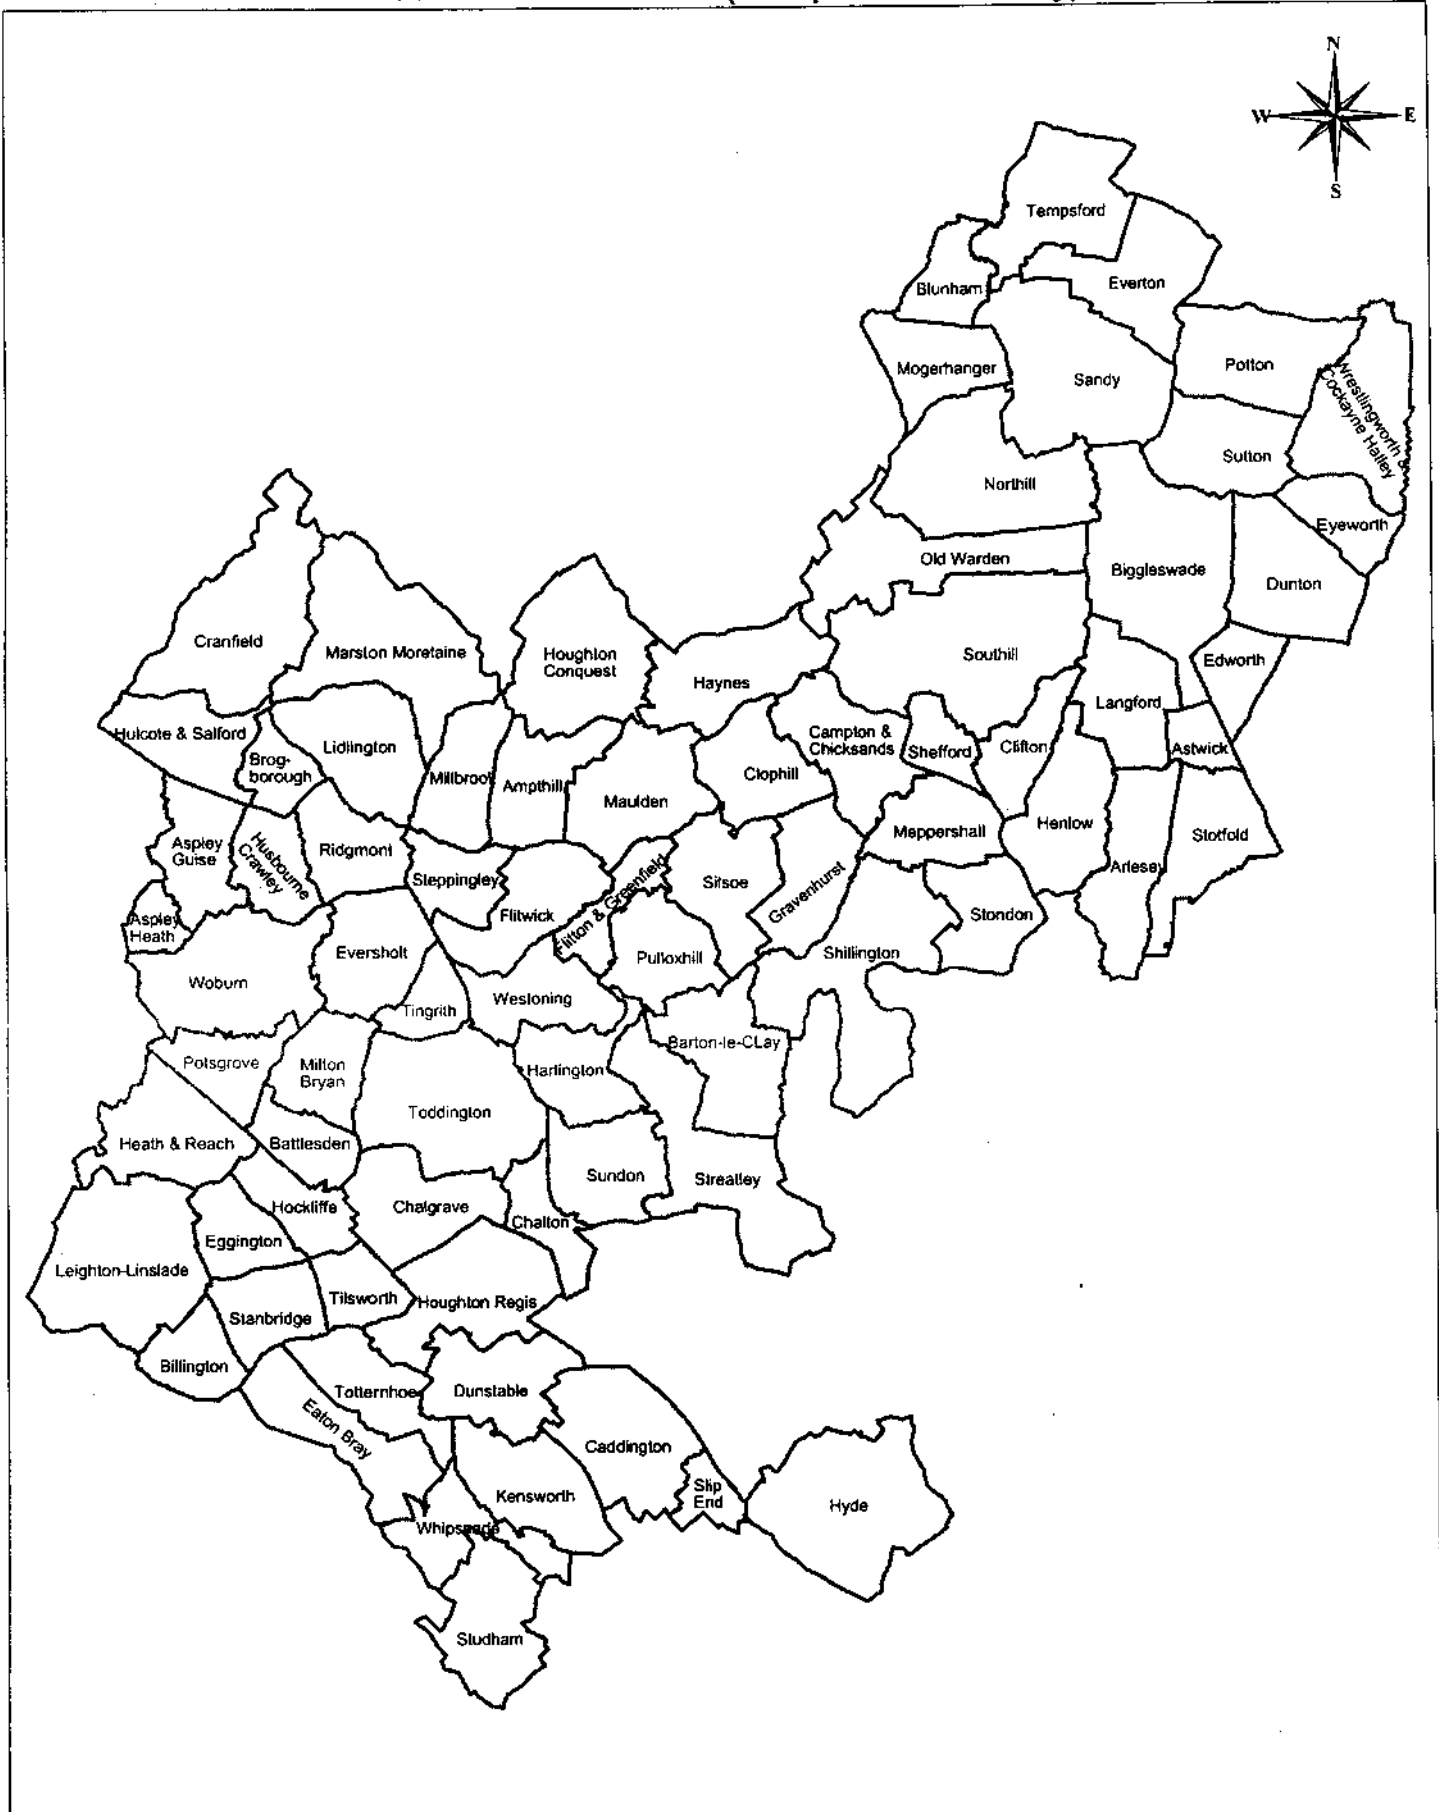 N
W
E
S
Tempsford
Blunham
Everton
Mogerhanger
Sandy
Potton
Wrestlingworth &
Cockayne Hatley
Sutton
Northill
Eyeworth
Old Warden
Biggleswade
Dunton
Cranfield
Marston Moretaine
Houghton
Conquest
Haynes
Southill
Edworth
Langford
Hulcote & Salford
Lidlington
Brog-
borough
Millbrook
Ampthill
Maulden
Clophill
Campton &
Chicksands
Shefford
Clifton
Astwick
Aspley
Guise
Husbourne
Crawley
Ridgmont
Steppingley
Flitwick
Flitton & Greenfield
Silsoe
Gravenhurst
Meppershall
Henlow
Arlesey
Stotfold
Aspley
Heath
Woburn
Eversholt
Tingrith
Westoning
Pulloxhill
Shillington
Stondon
Potsgrove
Milton
Bryan
Toddington
Harlington
Barton-le-CLay
Heath & Reach
Battlesden
Hockliffe
Chalgrave
Chalton
Sundon
Streatley
Eggington
Leighton-Linslade
Stanbridge
Tilsworth
Houghton Regis
Billington
Totternhoe
Dunstable
Eaton Bray
Caddington
Kensworth
Slip
End
Hyde
Whipsnade
Studham